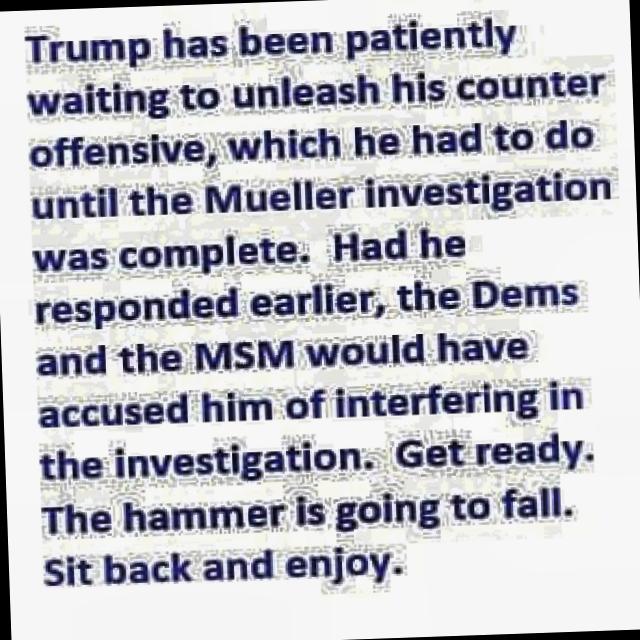 Trump has been patiently
waiting to unleash his counter
offensive, which he had to do
until the Mueller investigation
was complete.  Had he
responded earlier, the Dems
and the MSM would have
accused him of interfering in
the investigation.  Get ready.
The hammer is going to fall.
Sit back and enjoy.